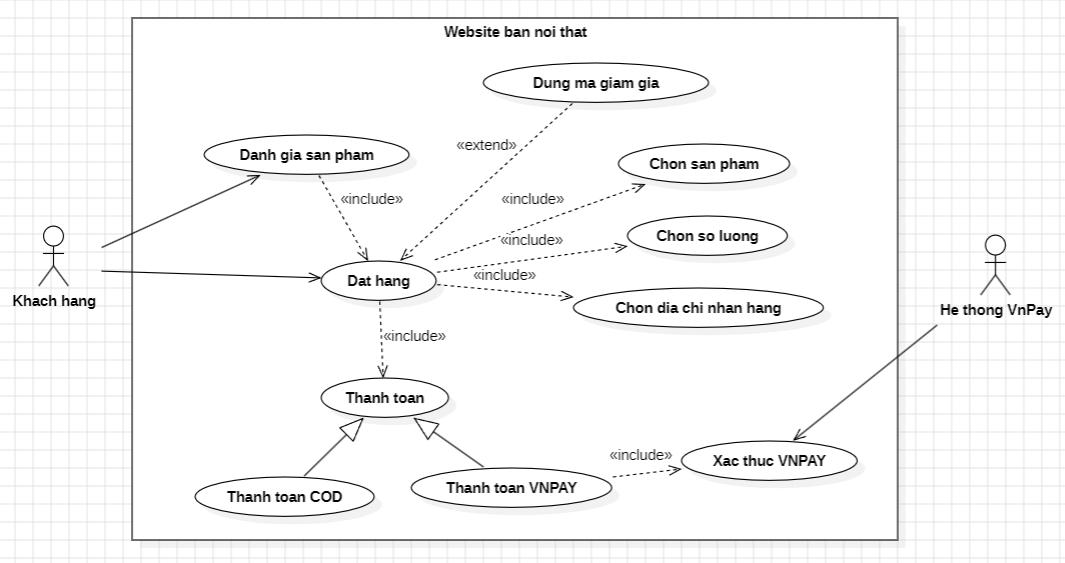 Website ban noi that
Dung ma giam gia
«extend»
Danh gia san pham
Chon san pham
«include»
«include»
Chon so luong
«include»
Khach hang
Dat hang
«include»
Chon dia chi nhan hang
He thong VnPay
«include»
Thanh toan
«include»
Xac thuc VNPAY
Thanh toan COD
Thanh toan VNPAY